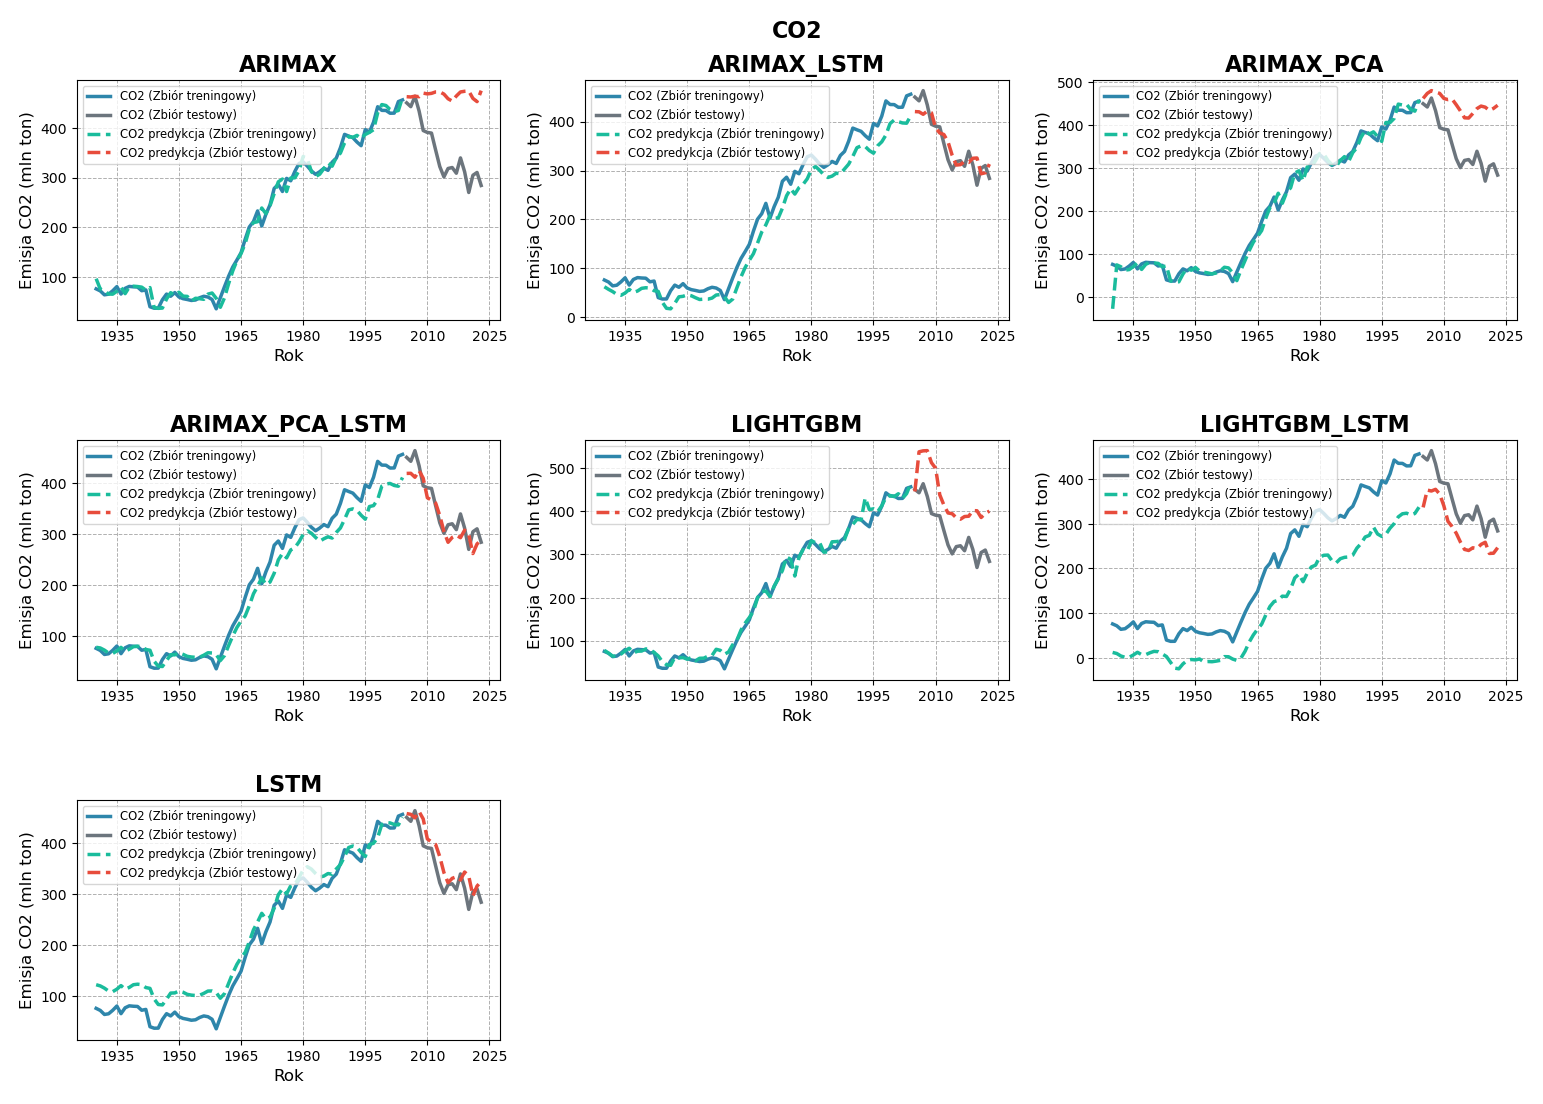 CO2
ARIMAX
CO2 (Zbiór treningowy)
CO2 (Zbiór testowy)
CO2 predykcja (Zbiór treningowy)
CO2 predykcja (Zbiór testowy)
Emisja CO2 (mln ton)
400
300
200
100
1935 1950 1965 1980 1995 2010 2025
Rok
ARIMAX_LSTM
CO2 (Zbiór treningowy)
CO2 (Zbiór testowy)
CO2 predykcja (Zbiór treningowy)
CO2 predykcja (Zbiór testowy)
Emisja CO2 (mln ton)
400
300
200
100
0
1935 1950 1965 1980 1995 2010 2025
Rok
ARIMAX_PCA
CO2 (Zbiór treningowy)
CO2 (Zbiór testowy)
CO2 predykcja (Zbiór treningowy)
CO2 predykcja (Zbiór testowy)
Emisja CO2 (mln ton)
500
400
300
200
100
0
1935 1950 1965 1980 1995 2010 2025
Rok
ARIMAX_PCA_LSTM
CO2 (Zbiór treningowy)
CO2 (Zbiór testowy)
CO2 predykcja (Zbiór treningowy)
CO2 predykcja (Zbiór testowy)
Emisja CO2 (mln ton)
400
300
200
100
1935 1950 1965 1980 1995 2010 2025
Rok
LIGHTGBM
CO2 (Zbiór treningowy)
CO2 (Zbiór testowy)
CO2 predykcja (Zbiór treningowy)
CO2 predykcja (Zbiór testowy)
Emisja CO2 (mln ton)
500
400
300
200
100
1935 1950 1965 1980 1995 2010 2025
Rok
LIGHTGBM_LSTM
CO2 (Zbiór treningowy)
CO2 (Zbiór testowy)
CO2 predykcja (Zbiór treningowy)
CO2 predykcja (Zbiór testowy)
Emisja CO2 (mln ton)
400
300
200
100
0
1935 1950 1965 1980 1995 2010 2025
Rok
LSTM
CO2 (Zbiór treningowy)
CO2 (Zbiór testowy)
CO2 predykcja (Zbiór treningowy)
CO2 predykcja (Zbiór testowy)
Emisja CO2 (mln ton)
400
300
200
100
1935 1950 1965 1980 1995 2010 2025
Rok